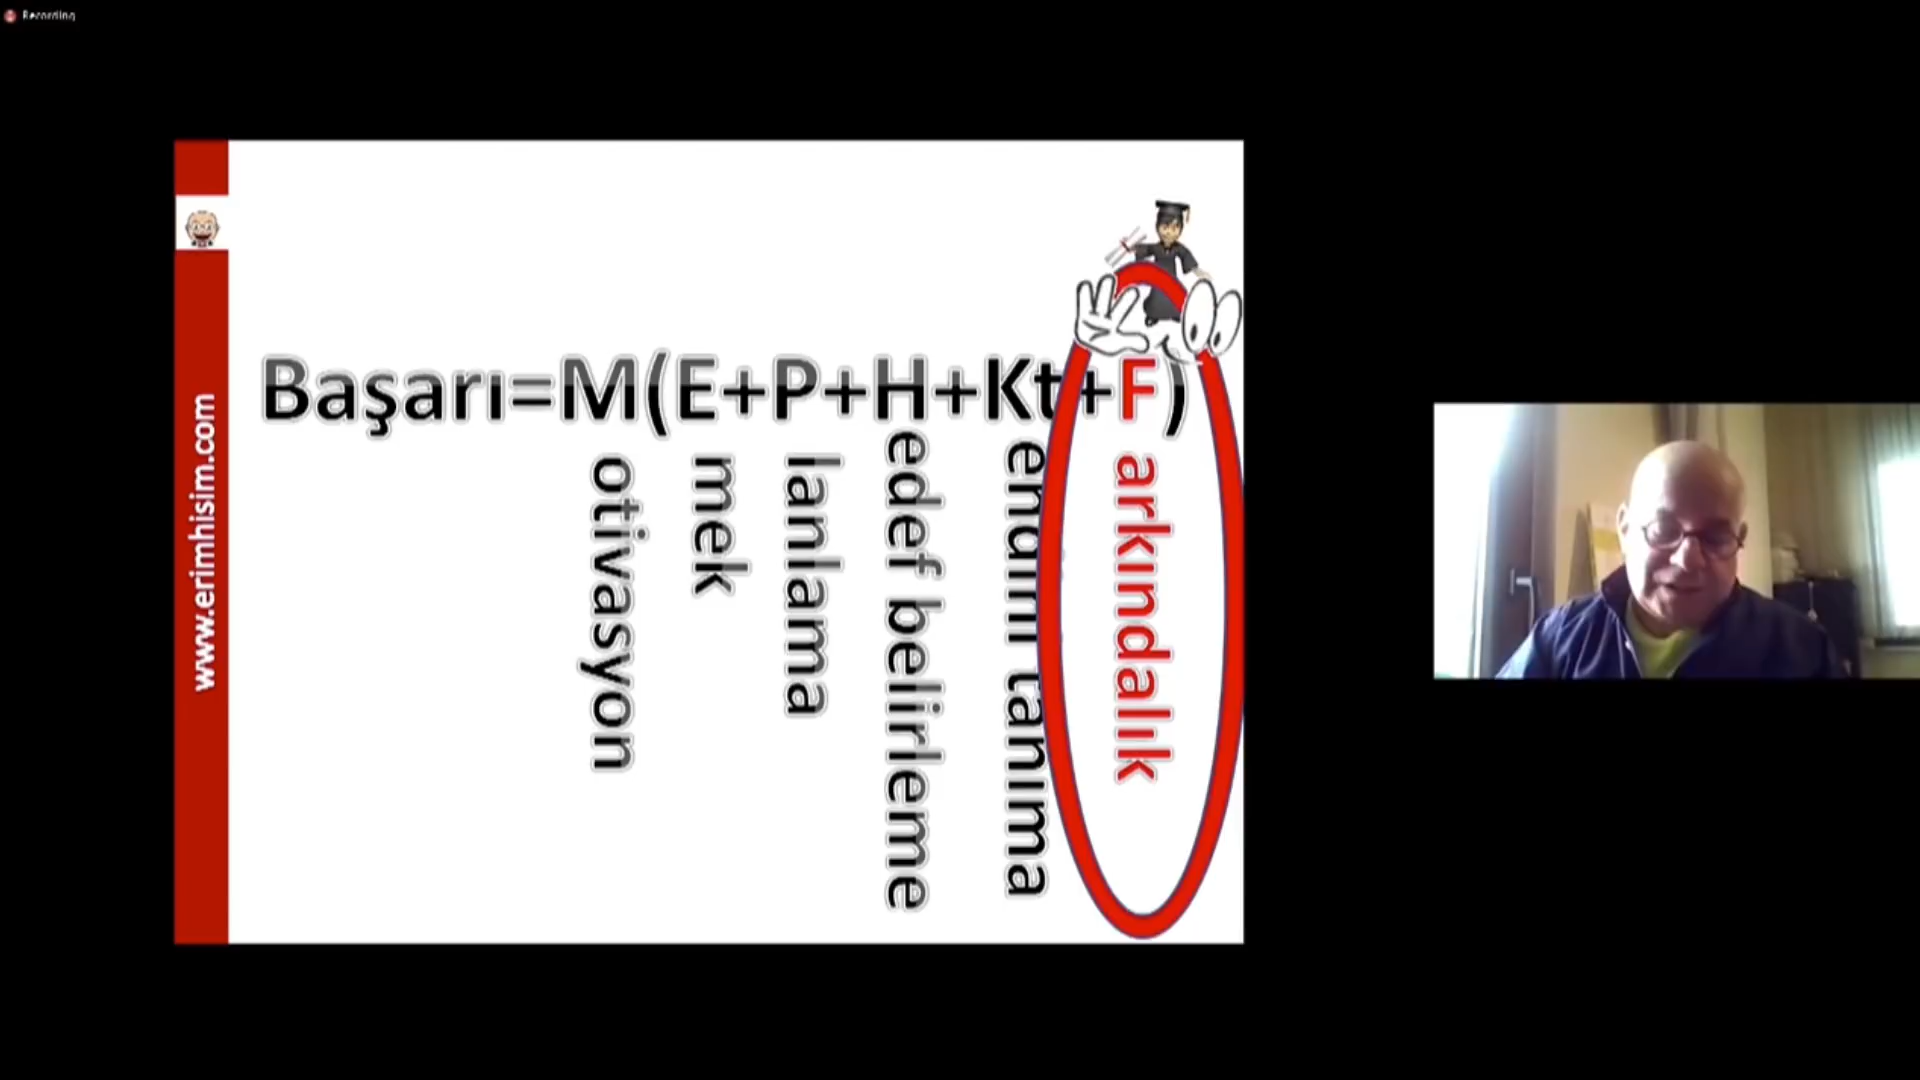 Recording
www.erimhisim.com
Başarı=M(E+P+H+Kt+F)
otivasyon
mek
lanlama
edef belirleme
endini tanıma
arkındalık